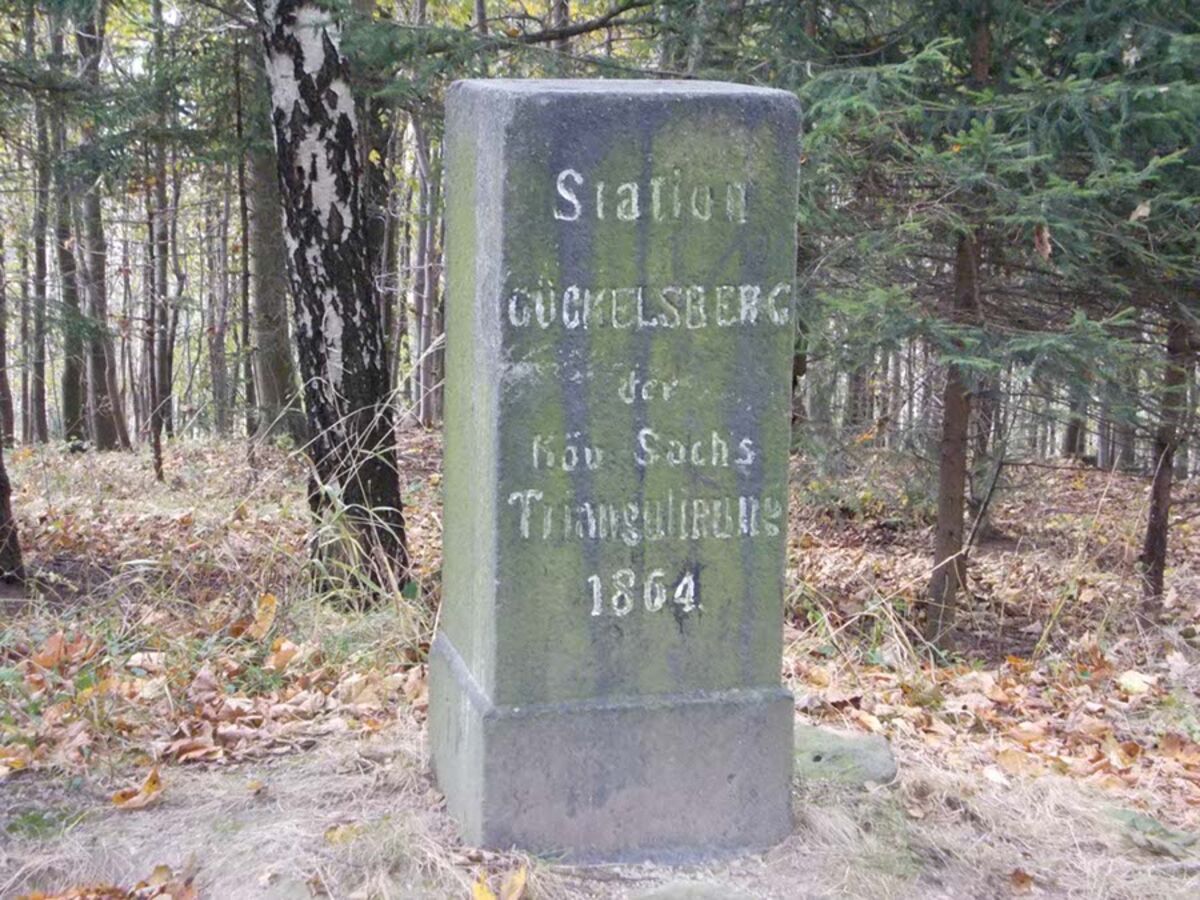 Station
GÜCKELSBERG
der
Kön Sächs
Triangulirung
1864.